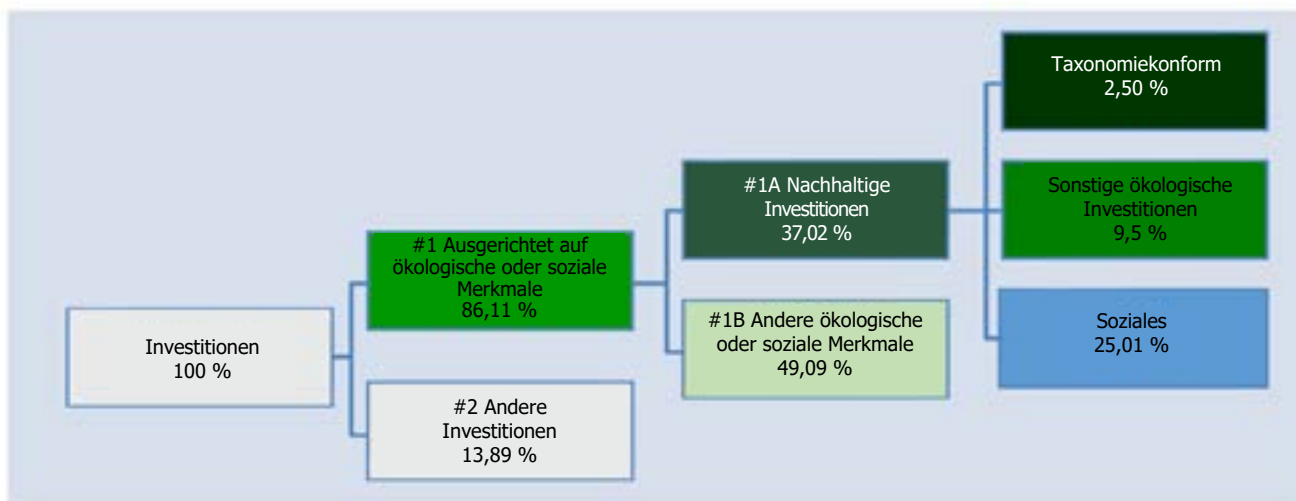 Investitionen
100 %
#1 Ausgerichtet auf
ökologische oder soziale
Merkmale
86,11 %
#2 Andere
Investitionen
13,89 %
#1A Nachhaltige
Investitionen
37,02 %
#1B Andere ökologische
oder soziale Merkmale
49,09 %
Taxonomiekonform
2,50 %
Sonstige ökologische
Investitionen
9,5 %
Soziales
25,01 %